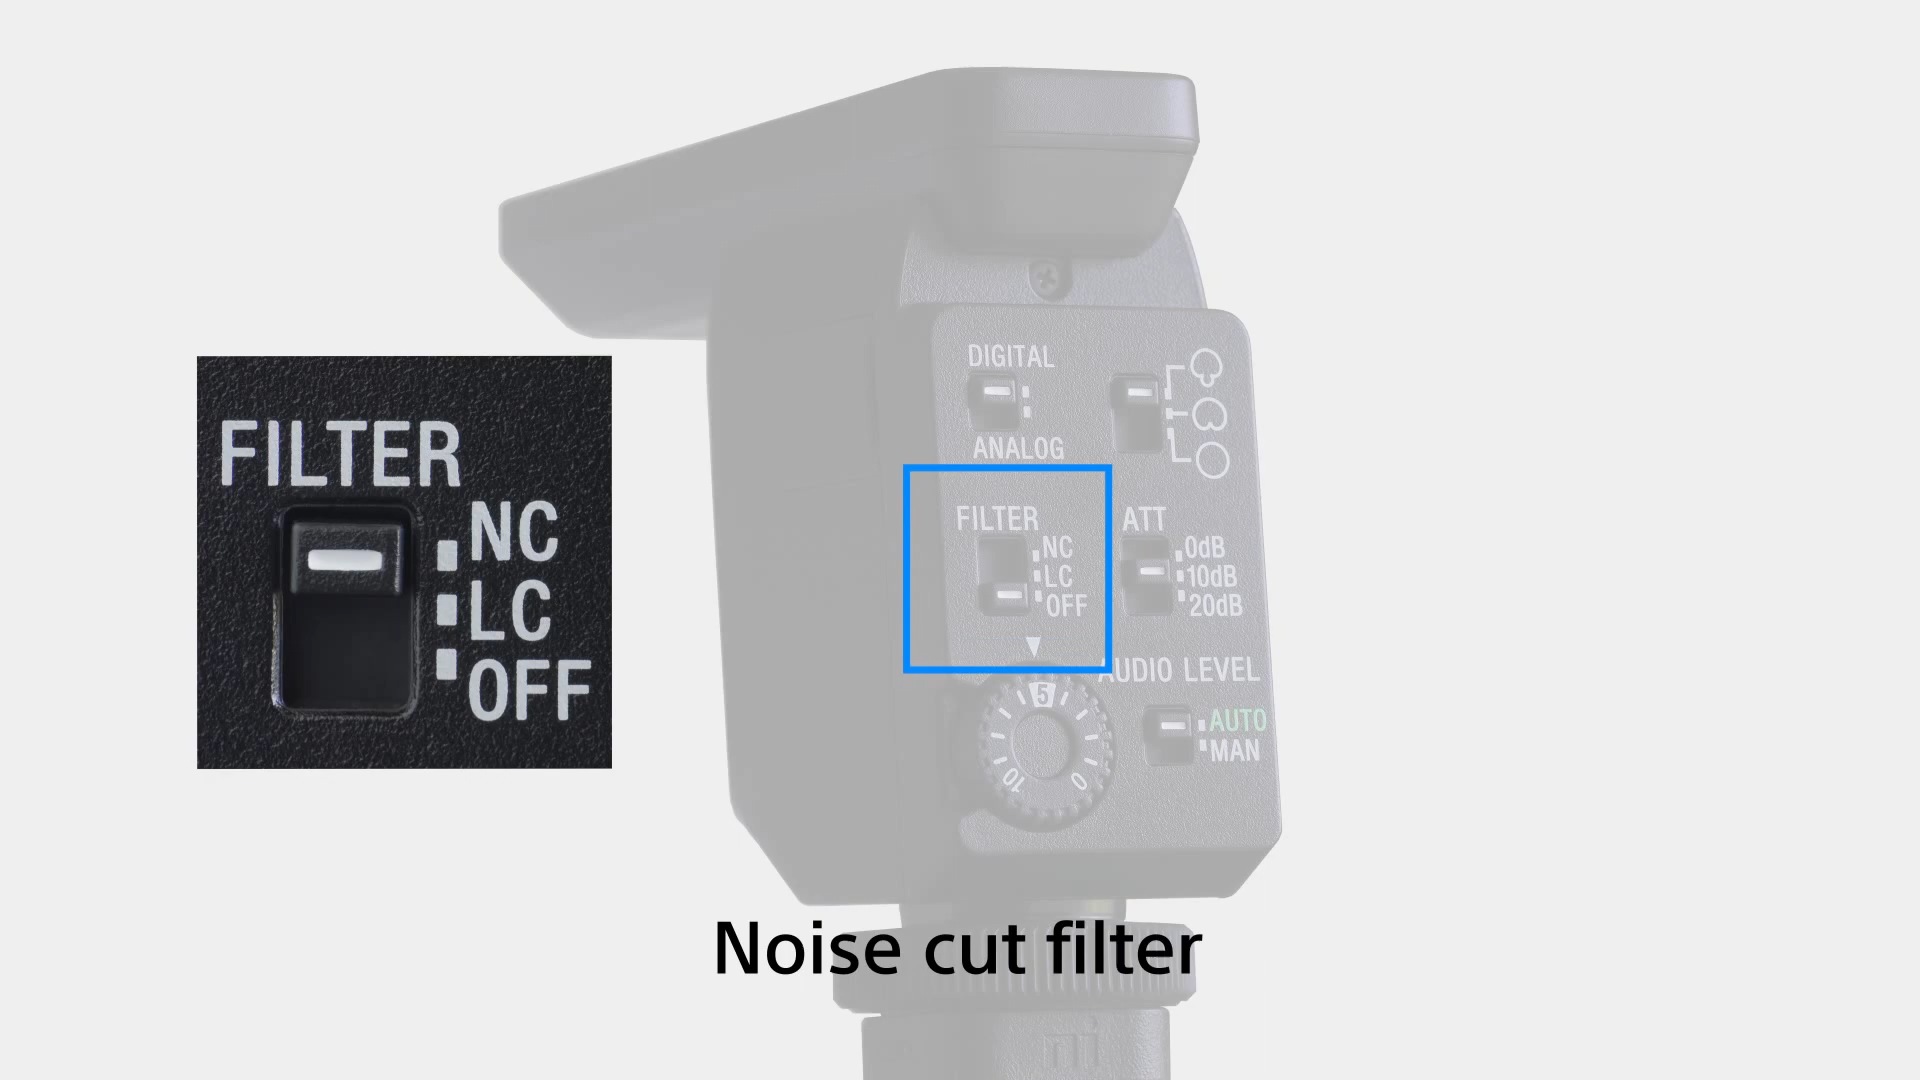 FILTER
NC
LC
OFF
DIGITAL
ANALOG
FILTER
NC
LC
OFF
ATT
0dB
10dB
20dB
AUDIO LEVEL
5
10
0
AUTO
MAN
Noise cut filter